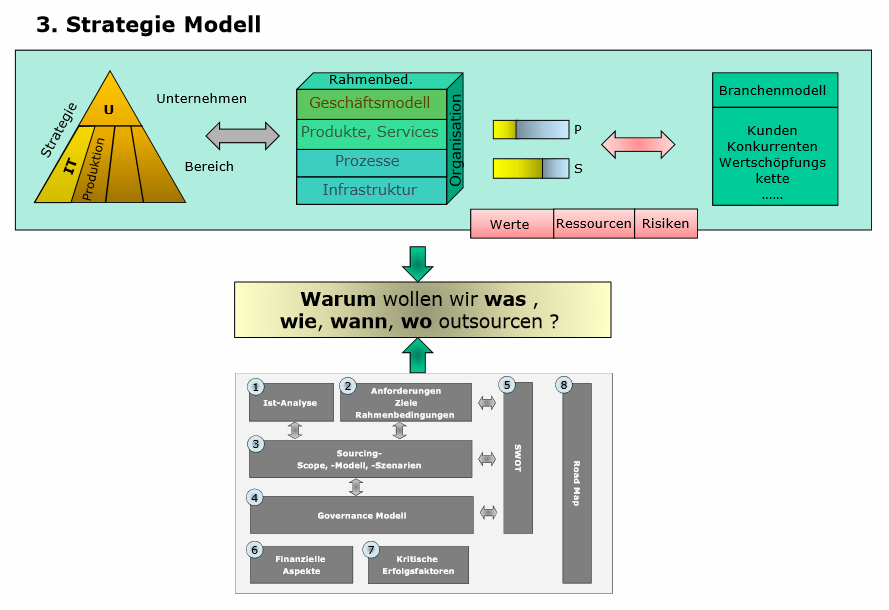 3. Strategie Modell
Strategie
U
IT
Produktion
Unternehmen
Bereich
Rahmenbed.
Geschäftsmodell
Produkte, Services
Prozesse
Infrastruktur
Organisation
P
S
Branchenmodell
Kunden
Konkurrenten
Wertschöpfungs
kette
......
Werte
Ressourcen
Risiken
Warum wollen wir was ,
wie, wann, wo outsourcen ?
1
Ist-Analyse
2
Anforderungen
Ziele
Rahmenbedingungen
3
Sourcing-
Scope, -Modell, -Szenarien
4
Governance Modell
5
SWOT
6
Finanzielle
Aspekte
7
Kritische
Erfolgsfaktoren
8
Road Map